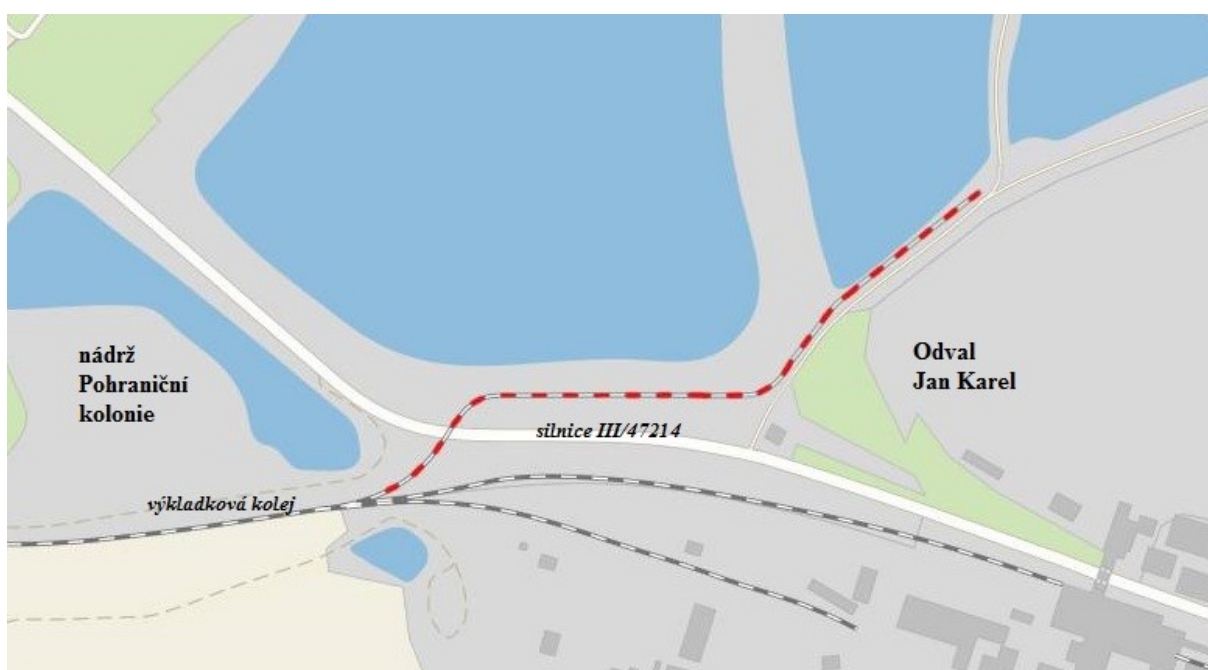 nádrž
Pohraniční
kolonie
Odval
Jan Karel
silnice III/47214
výkladková kolej